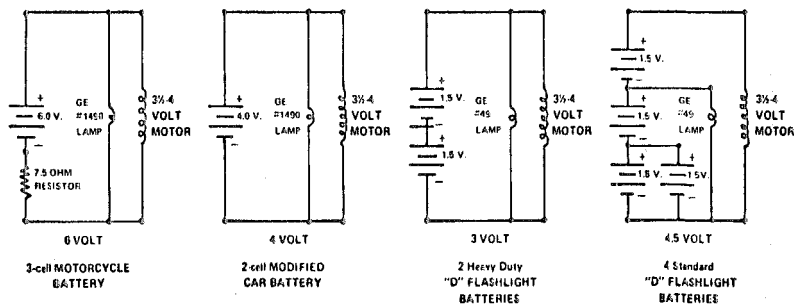 +
6.0 V.
−
GE
#1490
LAMP
3½-4
VOLT
MOTOR
7.5 OHM
RESISTOR
6 VOLT
3-cell MOTORCYCLE
BATTERY
+
4.0 V.
−
GE
#1490
LAMP
3½-4
VOLT
MOTOR
4 VOLT
2-cell MODIFIED
CAR BATTERY
+
1.5 V.
−
+
1.5 V.
−
GE
#49
LAMP
3½-4
VOLT
MOTOR
3 VOLT
2 Heavy Duty
"D" FLASHLIGHT
BATTERIES
+
1.5 V.
−
+
1.5 V.
−
GE
#49
LAMP
3½-4
VOLT
MOTOR
+
1.5 V.
−
+
1.5V.
−
4.5 VOLT
4 Standard
"D" FLASHLIGHT
BATTERIES